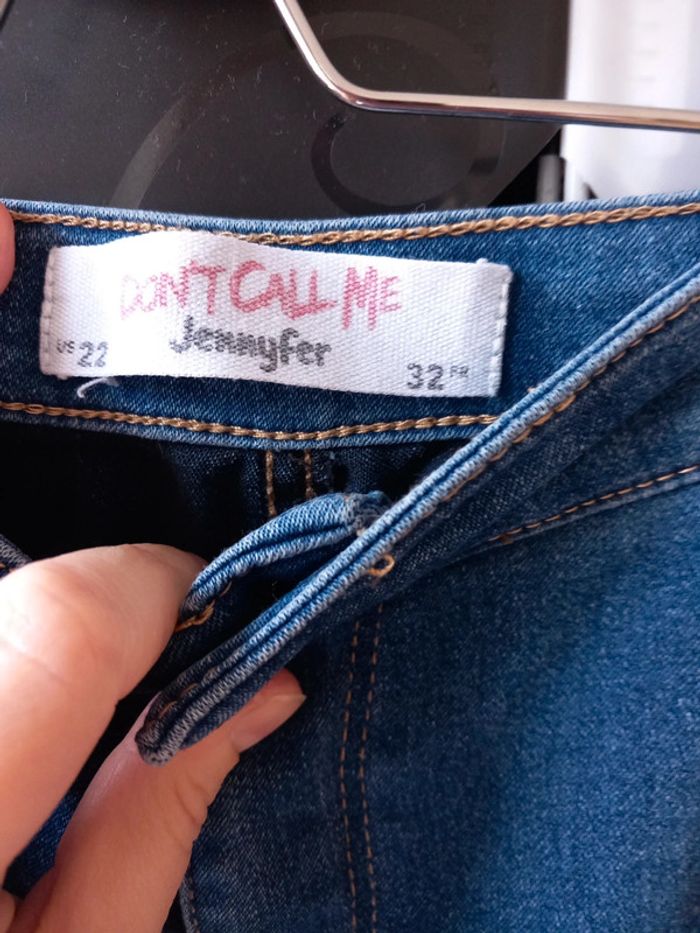 DON'T CALL ME
Jennyfer
US 22
32 FR